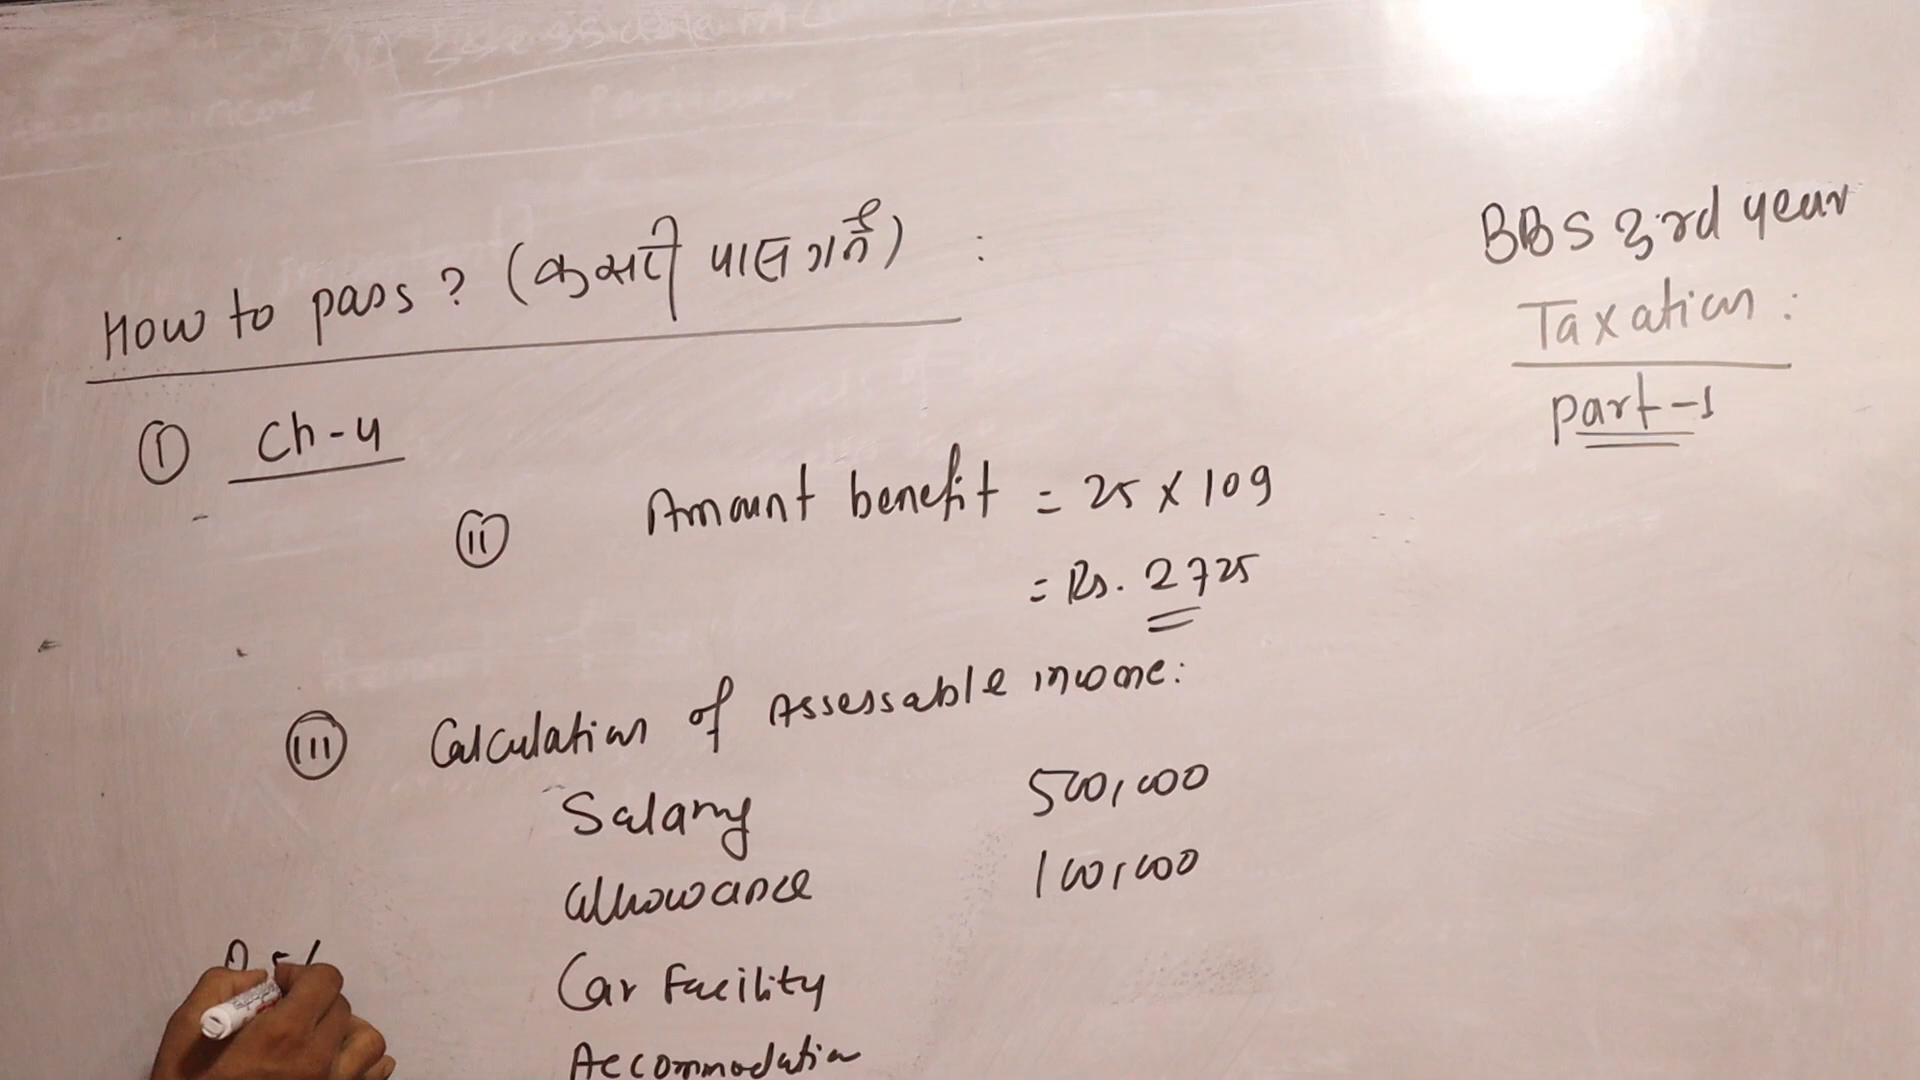 How to pass ? (कसरी पास गर्ने) :
BBS 3rd year
Taxation :
part-1
① Ch-4
ⅱ Amount benefit = 25 × 109
= Rs. 2725
ⅲ Calculation of Assessable income:
Salary 500,000
allowance 100,000
Car Facility
Accommodation